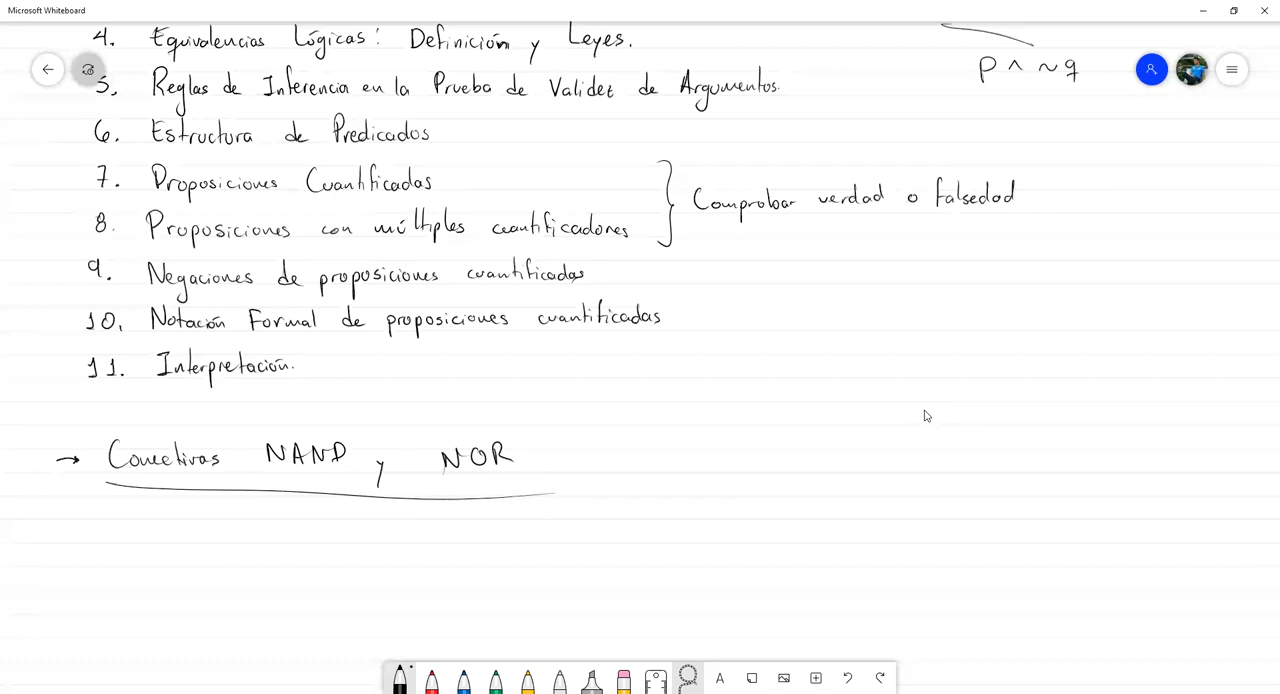 Microsoft Whiteboard
4. Equivalencias Lógicas: Definición y Leyes.
p ^ ~q
5. Reglas de Inferencia en la Prueba de Validez de Argumentos.
6. Estructura de Predicados
7. Proposiciones Cuantificadas
Comprobar verdad o falsedad
8. Proposiciones con múltiples cuantificadores
9. Negaciones de proposiciones cuantificadas
10. Notación Formal de proposiciones cuantificadas
11. Interpretación.
→ Conectivas NAND y NOR
A